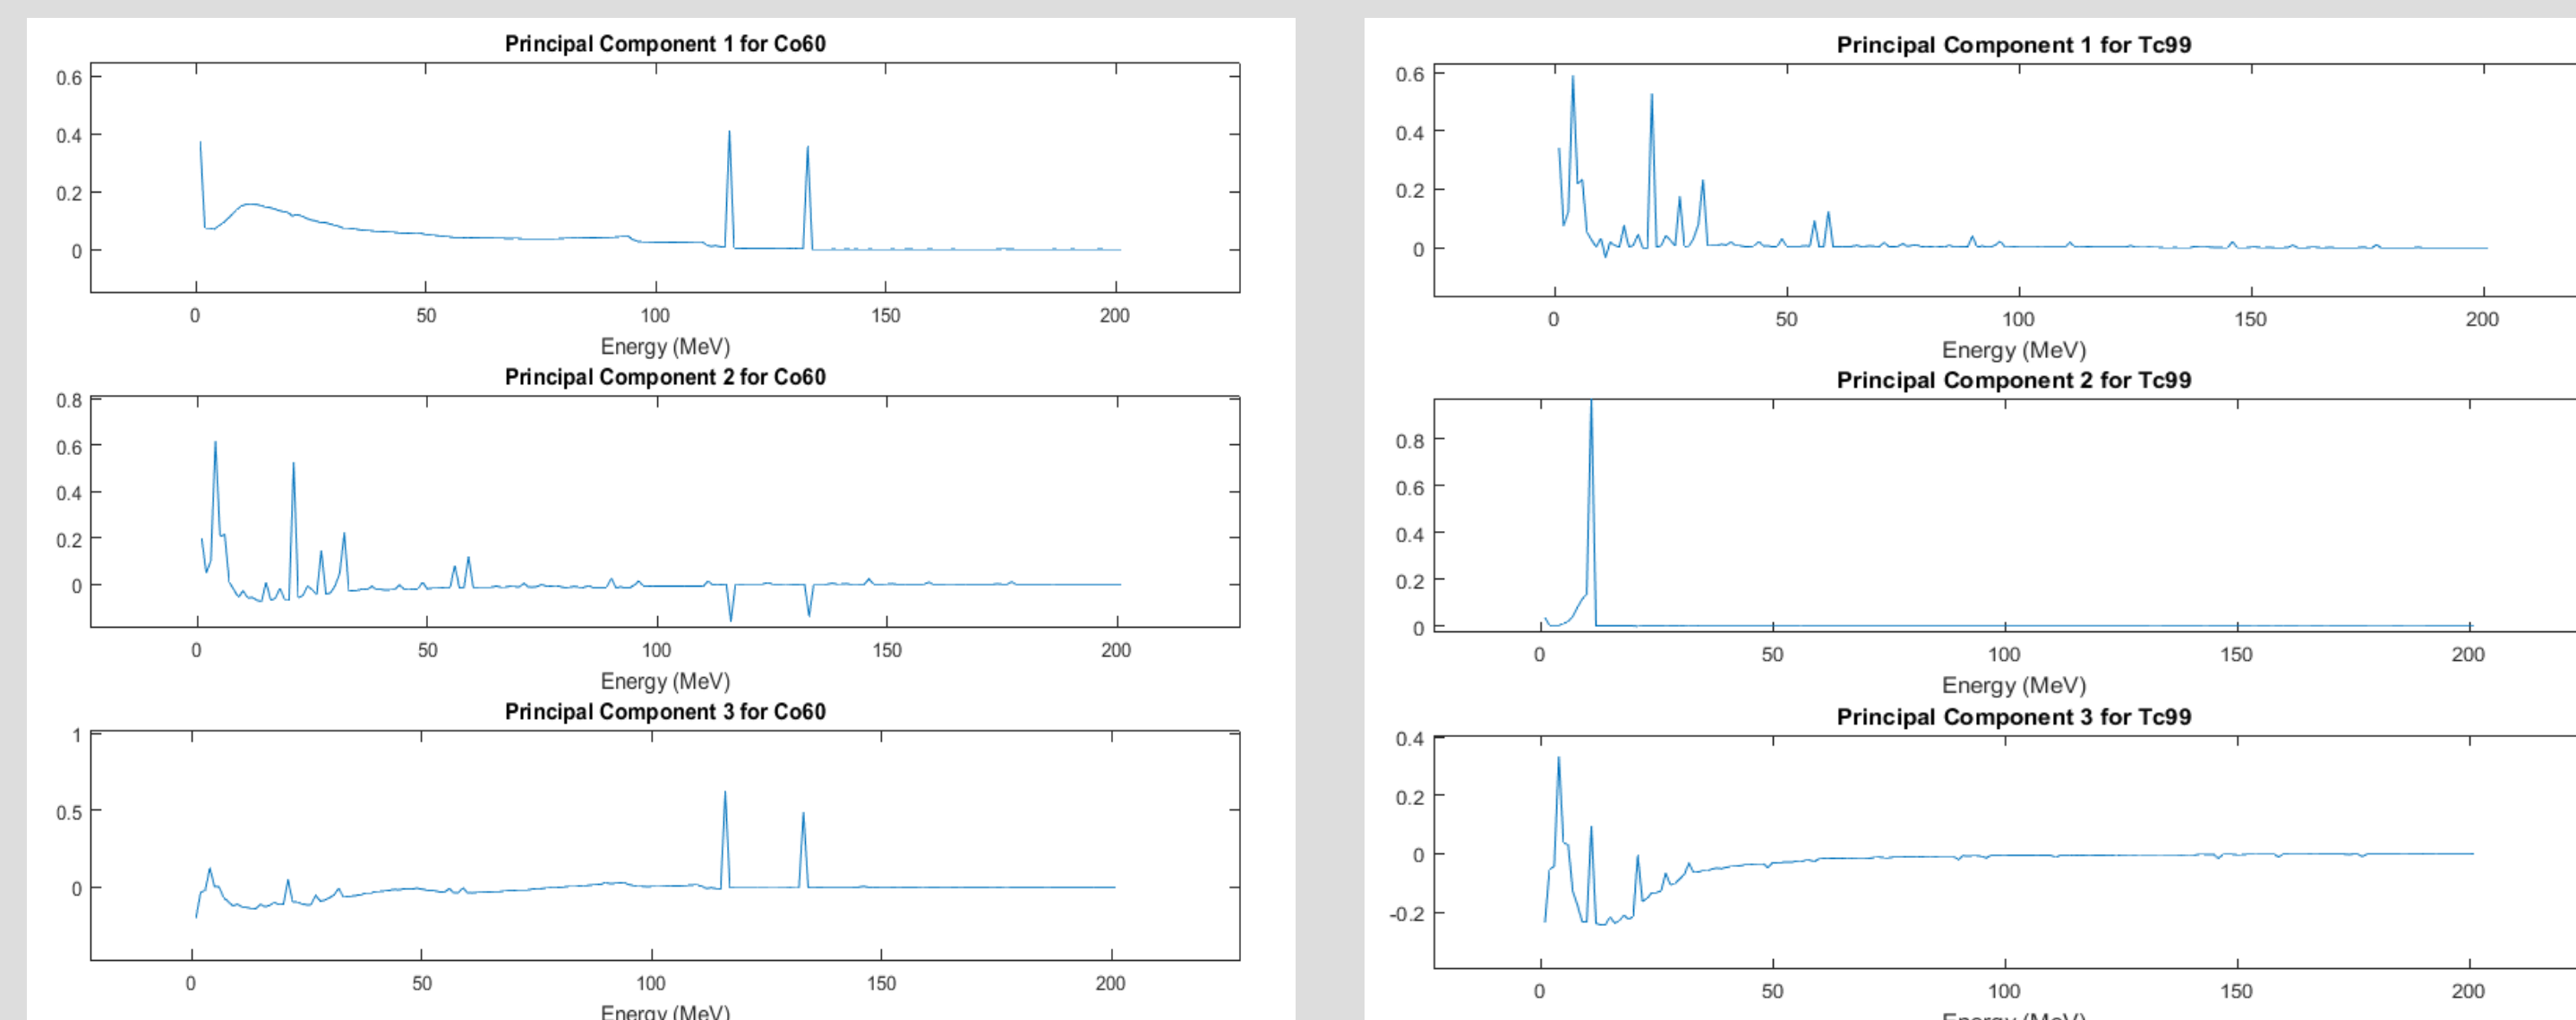 Principal Component 1 for Co60
0.6
0.4
0.2
0
0 50 100 150 200
Energy (MeV)
Principal Component 2 for Co60
0.8
0.6
0.4
0.2
0
0 50 100 150 200
Energy (MeV)
Principal Component 3 for Co60
1
0.5
0
0 50 100 150 200
Energy (MeV)
Principal Component 1 for Tc99
0.6
0.4
0.2
0
0 50 100 150 200
Energy (MeV)
Principal Component 2 for Tc99
0.8
0.6
0.4
0.2
0
0 50 100 150 200
Energy (MeV)
Principal Component 3 for Tc99
0.4
0.2
0
-0.2
0 50 100 150 200
Energy (MeV)